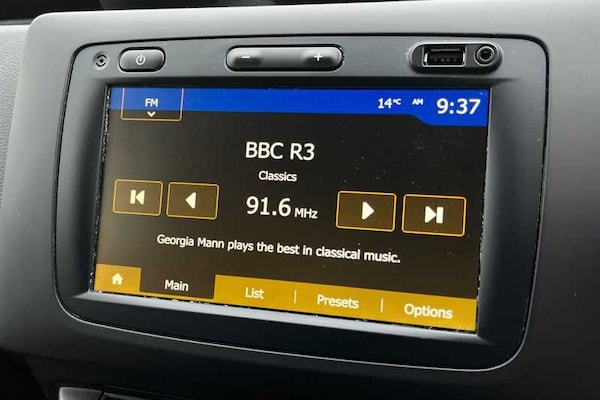 − +
FM 14°C AM 9:37
BBC R3
Classics
91.6 MHz
Georgia Mann plays the best in classical music.
Main List Presets Options